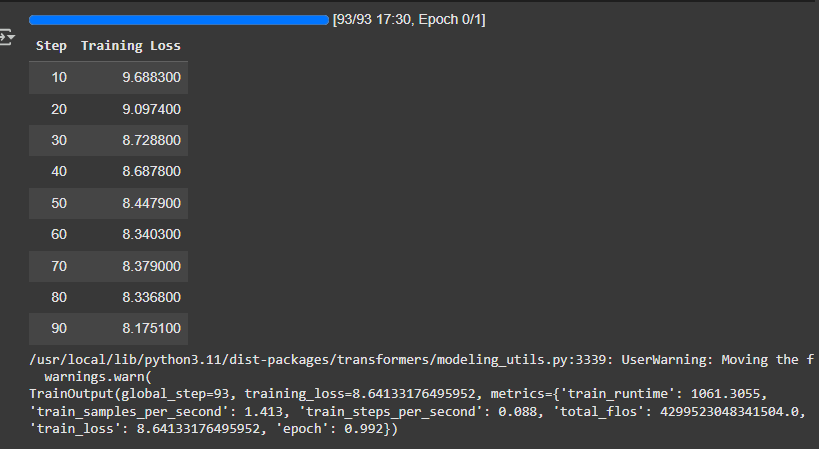 [93/93 17:30, Epoch 0/1]
Step Training Loss
10 9.688300
20 9.097400
30 8.728800
40 8.687800
50 8.447900
60 8.340300
70 8.379000
80 8.336800
90 8.175100
/usr/local/lib/python3.11/dist-packages/transformers/modeling_utils.py:3339: UserWarning: Moving the f
  warnings.warn(
TrainOutput(global_step=93, training_loss=8.64133176495952, metrics={'train_runtime': 1061.3055,
'train_samples_per_second': 1.413, 'train_steps_per_second': 0.088, 'total_flos': 4299523048341504.0,
'train_loss': 8.64133176495952, 'epoch': 0.992})